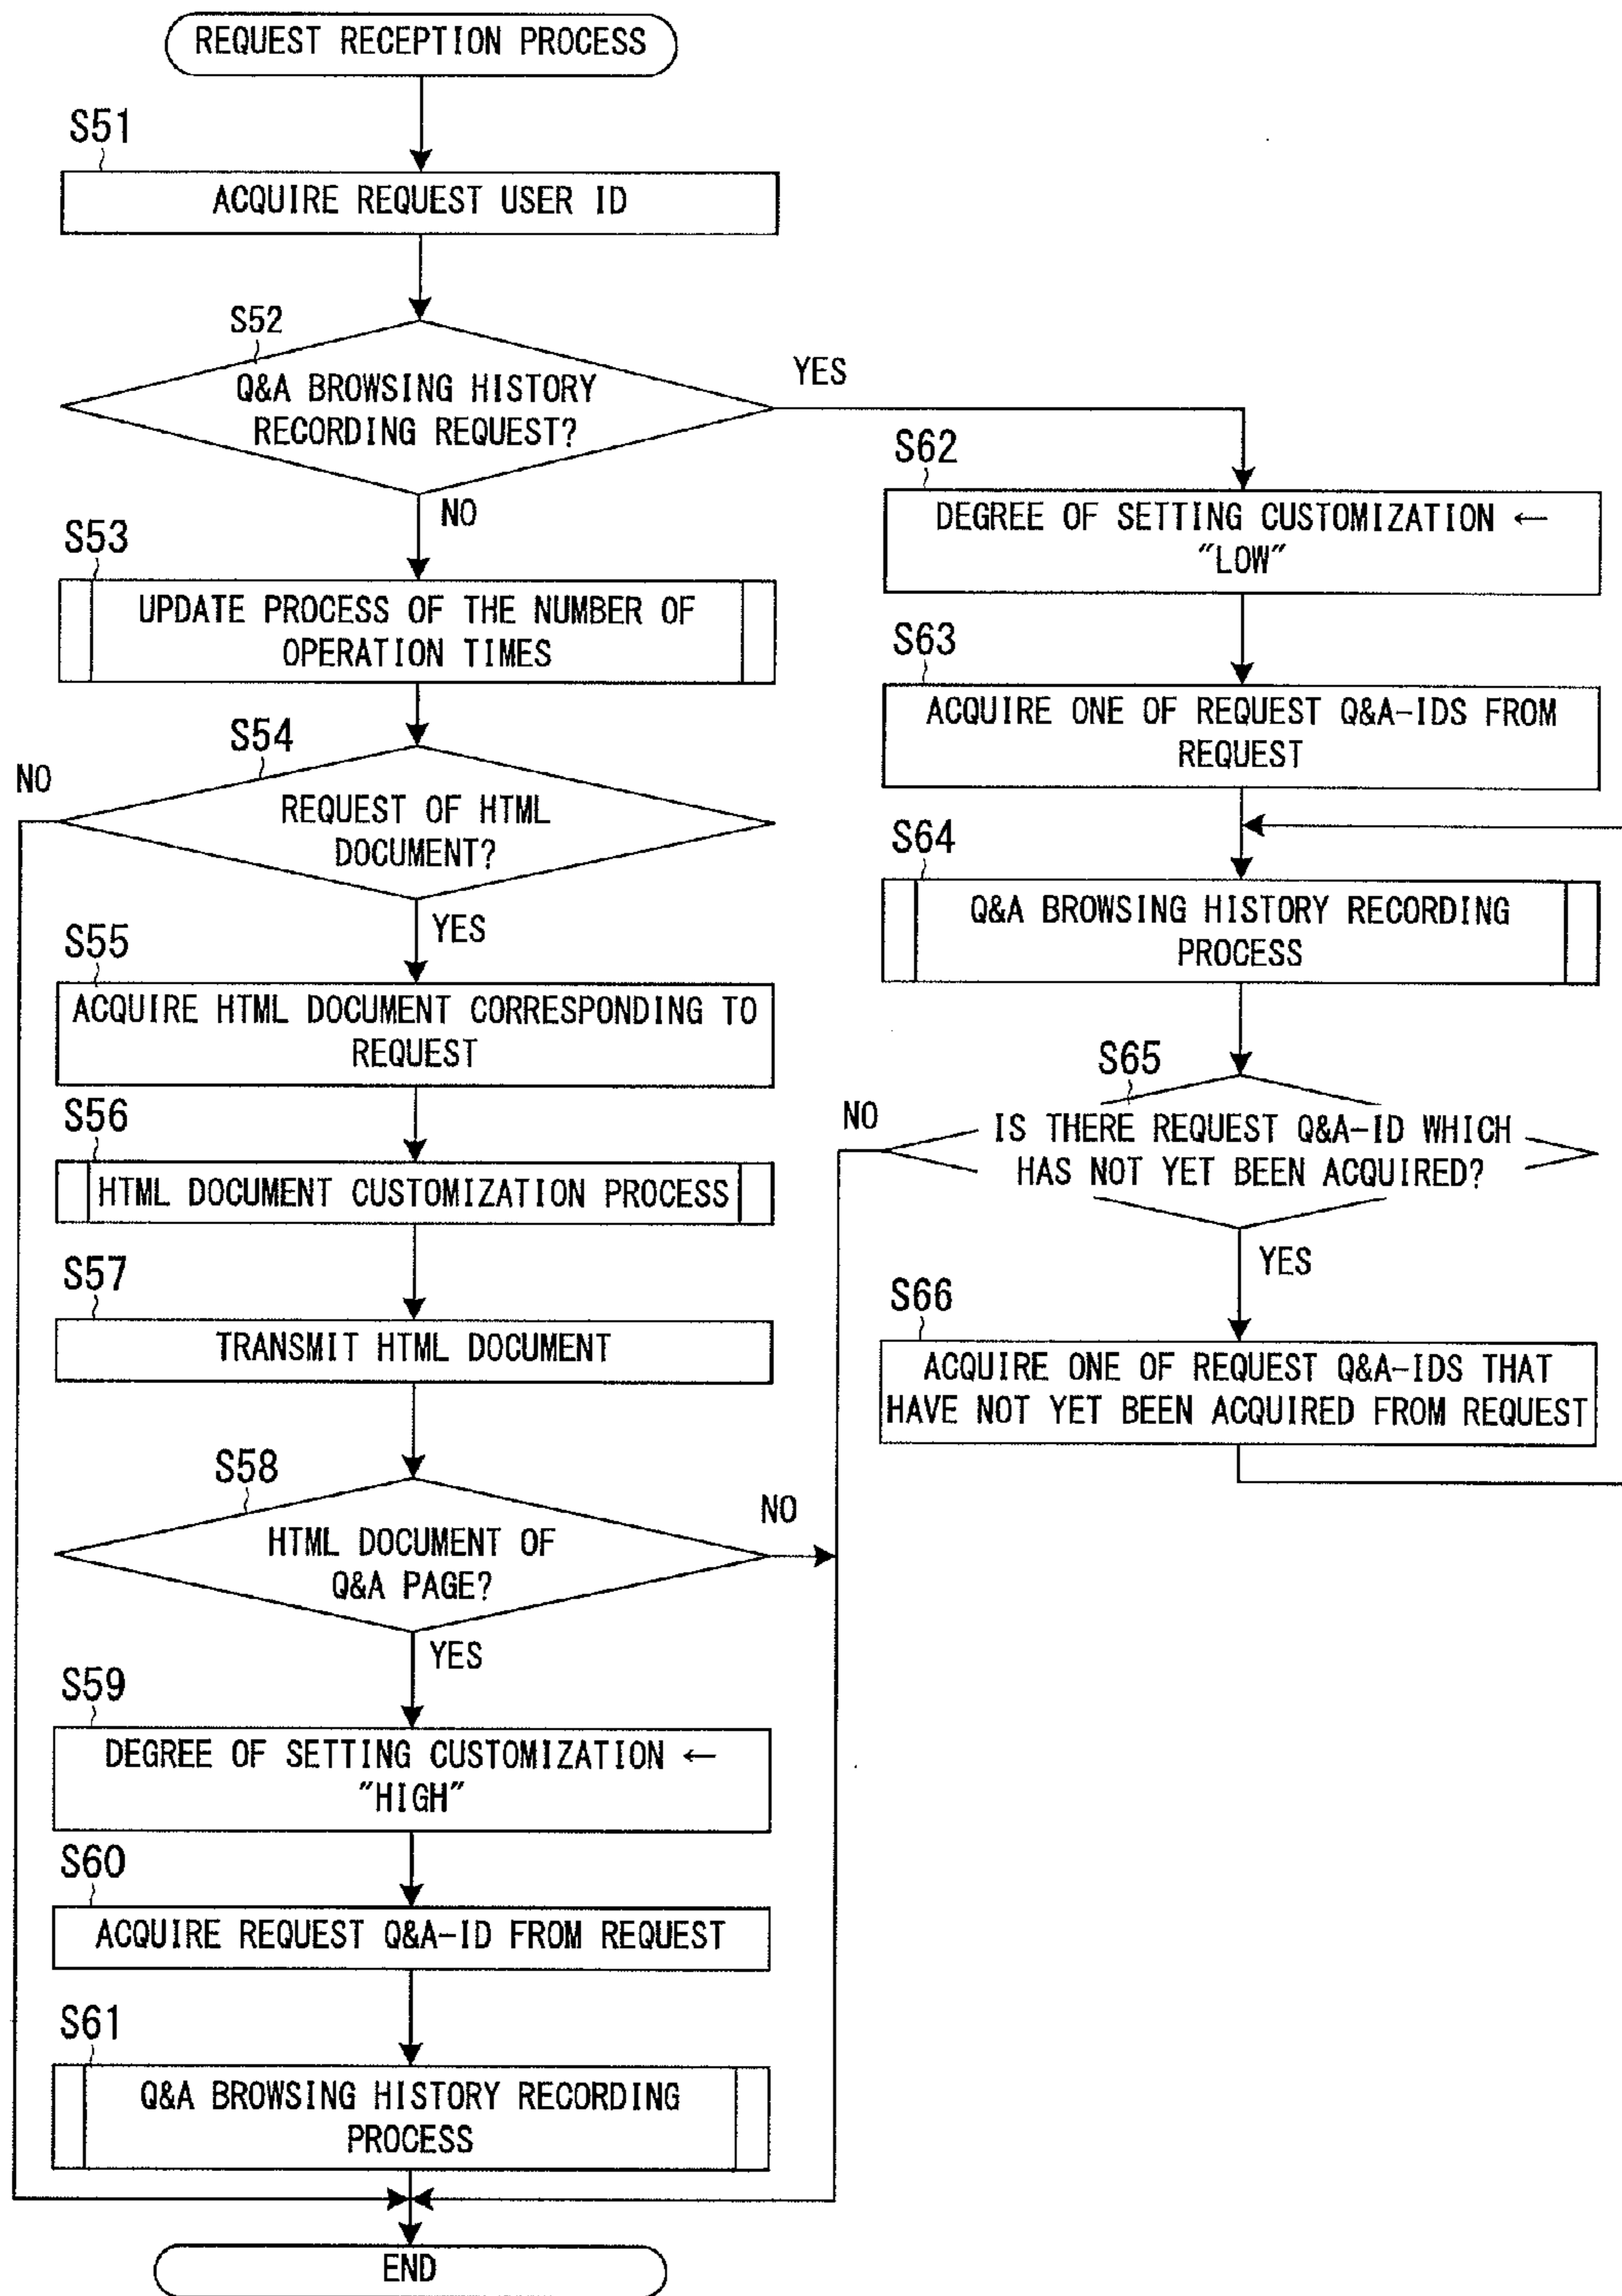 REQUEST RECEPTION PROCESS
S51
ACQUIRE REQUEST USER ID
S52
Q&A BROWSING HISTORY
RECORDING REQUEST?
YES
NO
S53
UPDATE PROCESS OF THE NUMBER OF
OPERATION TIMES
S54
NO
REQUEST OF HTML
DOCUMENT?
YES
S55
ACQUIRE HTML DOCUMENT CORRESPONDING TO
REQUEST
S56
HTML DOCUMENT CUSTOMIZATION PROCESS
S57
TRANSMIT HTML DOCUMENT
S58
NO
HTML DOCUMENT OF
Q&A PAGE?
YES
S59
DEGREE OF SETTING CUSTOMIZATION ←
"HIGH"
S60
ACQUIRE REQUEST Q&A-ID FROM REQUEST
S61
Q&A BROWSING HISTORY RECORDING
PROCESS
END
S62
DEGREE OF SETTING CUSTOMIZATION ←
"LOW"
S63
ACQUIRE ONE OF REQUEST Q&A-IDS FROM
REQUEST
S64
Q&A BROWSING HISTORY RECORDING
PROCESS
S65
NO
IS THERE REQUEST Q&A-ID WHICH
HAS NOT YET BEEN ACQUIRED?
YES
S66
ACQUIRE ONE OF REQUEST Q&A-IDS THAT
HAVE NOT YET BEEN ACQUIRED FROM REQUEST